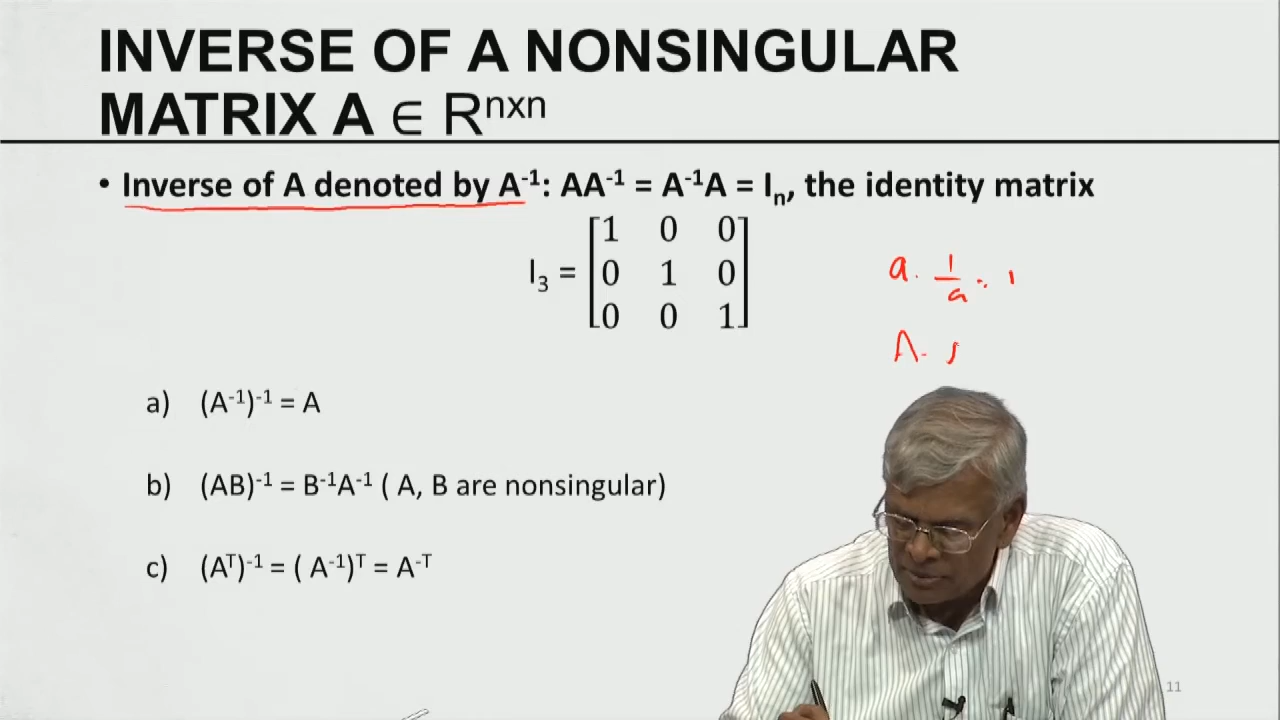 INVERSE OF A NONSINGULAR
MATRIX A ∈ Rⁿˣⁿ
• Inverse of A denoted by A⁻¹: AA⁻¹ = A⁻¹A = Iₙ, the identity matrix
I₃ = [1 0 0
0 1 0
0 0 1]
a · 1/a = 1
A ·
a) (A⁻¹)⁻¹ = A
b) (AB)⁻¹ = B⁻¹A⁻¹ ( A, B are nonsingular)
c) (Aᵀ)⁻¹ = ( A⁻¹)ᵀ = A⁻ᵀ
11